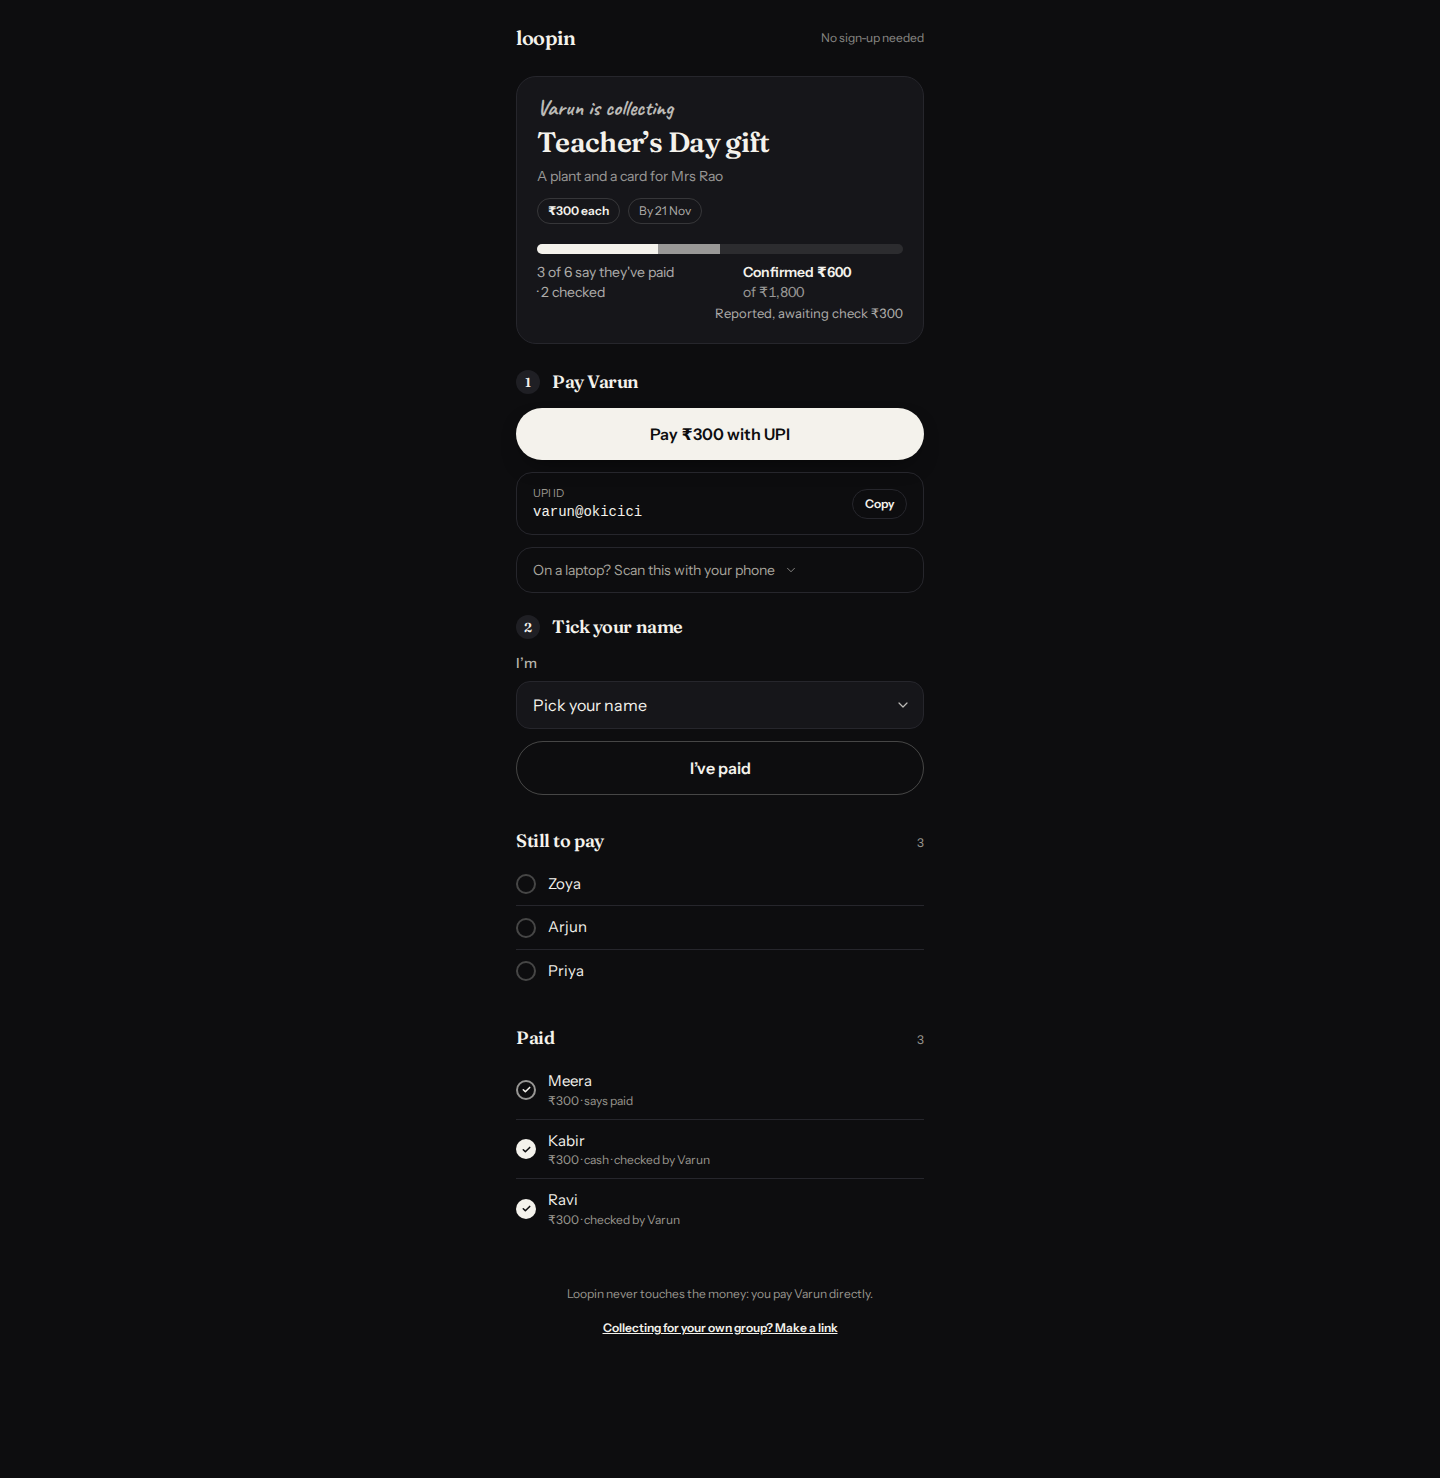 loopin
No sign-up needed
Varun is collecting
Teacher’s Day gift
A plant and a card for Mrs Rao
₹300 each
By 21 Nov
3 of 6 say they've paid
· 2 checked
Confirmed ₹600
of ₹1,800
Reported, awaiting check ₹300
1 Pay Varun
Pay ₹300 with UPI
UPI ID
varun@okicici
Copy
On a laptop? Scan this with your phone
2 Tick your name
I’m
Pick your name
I’ve paid
Still to pay
3
Zoya
Arjun
Priya
Paid
3
Meera
₹300 · says paid
Kabir
₹300 · cash · checked by Varun
Ravi
₹300 · checked by Varun
Loopin never touches the money: you pay Varun directly.
Collecting for your own group? Make a link